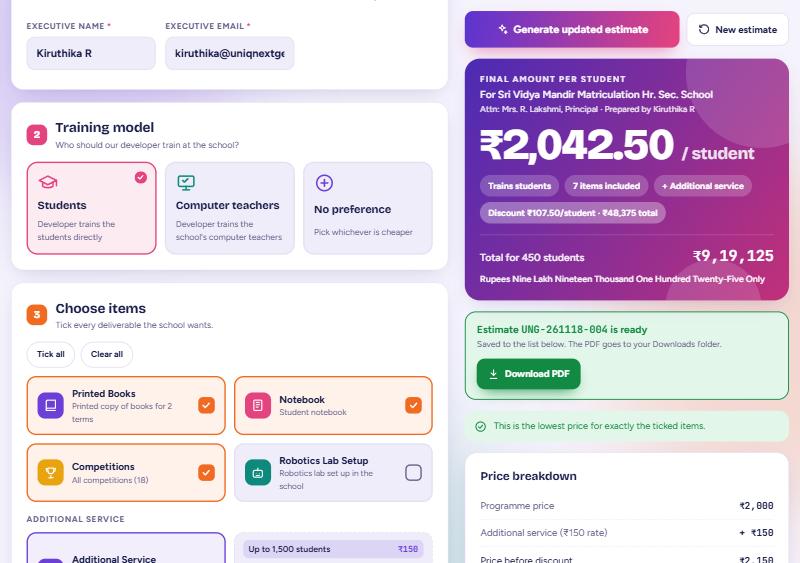 EXECUTIVE NAME *
EXECUTIVE EMAIL *
Kiruthika R
kiruthika@uniqnextge
2
Training model
Who should our developer train at the school?
Students
Developer trains the
students directly
Computer teachers
Developer trains the
school's computer teachers
No preference
Pick whichever is cheaper
3
Choose items
Tick every deliverable the school wants.
Tick all
Clear all
Printed Books
Printed copy of books for 2
terms
Notebook
Student notebook
Competitions
All competitions (18)
Robotics Lab Setup
Robotics lab set up in the
school
ADDITIONAL SERVICE
Additional Service
Up to 1,500 students
₹150
Generate updated estimate
New estimate
FINAL AMOUNT PER STUDENT
For Sri Vidya Mandir Matriculation Hr. Sec. School
Attn: Mrs. R. Lakshmi, Principal · Prepared by Kiruthika R
₹2,042.50 / student
Trains students
7 items included
+ Additional service
Discount ₹107.50/student · ₹48,375 total
Total for 450 students
₹9,19,125
Rupees Nine Lakh Nineteen Thousand One Hundred Twenty-Five Only
Estimate UNG-261118-004 is ready
Saved to the list below. The PDF goes to your Downloads folder.
Download PDF
This is the lowest price for exactly the ticked items.
Price breakdown
Programme price
₹2,000
Additional service (₹150 rate)
+ ₹150
Price before discount
₹2,150